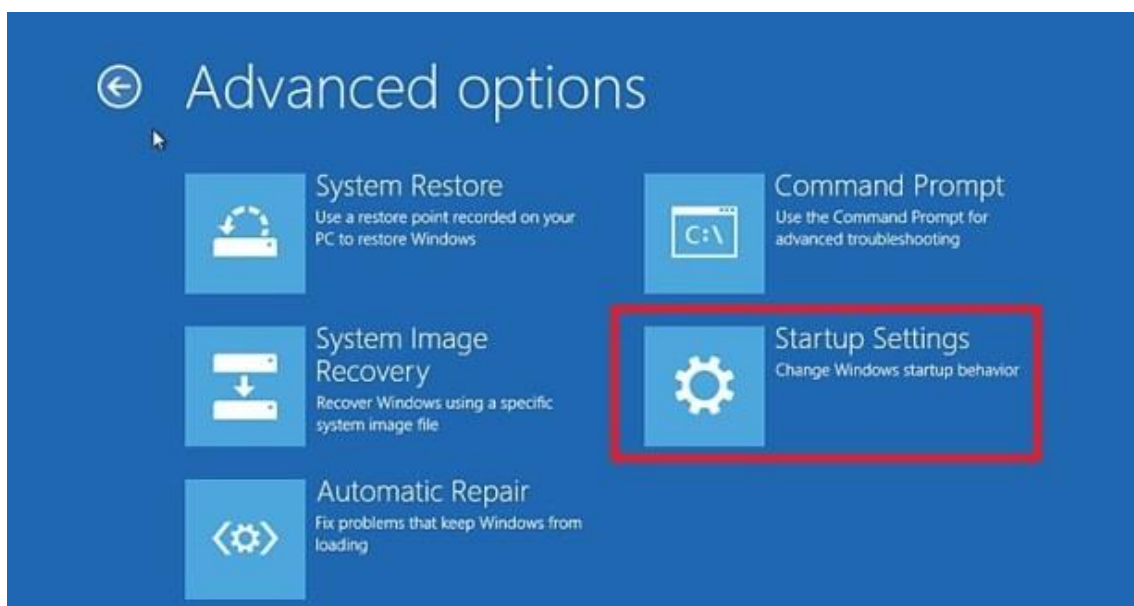 Advanced options
System Restore
Use a restore point recorded on your
PC to restore Windows
Command Prompt
Use the Command Prompt for
advanced troubleshooting
C:\
System Image
Recovery
Recover Windows using a specific
system image file
Startup Settings
Change Windows startup behavior
Automatic Repair
Fix problems that keep Windows from
loading